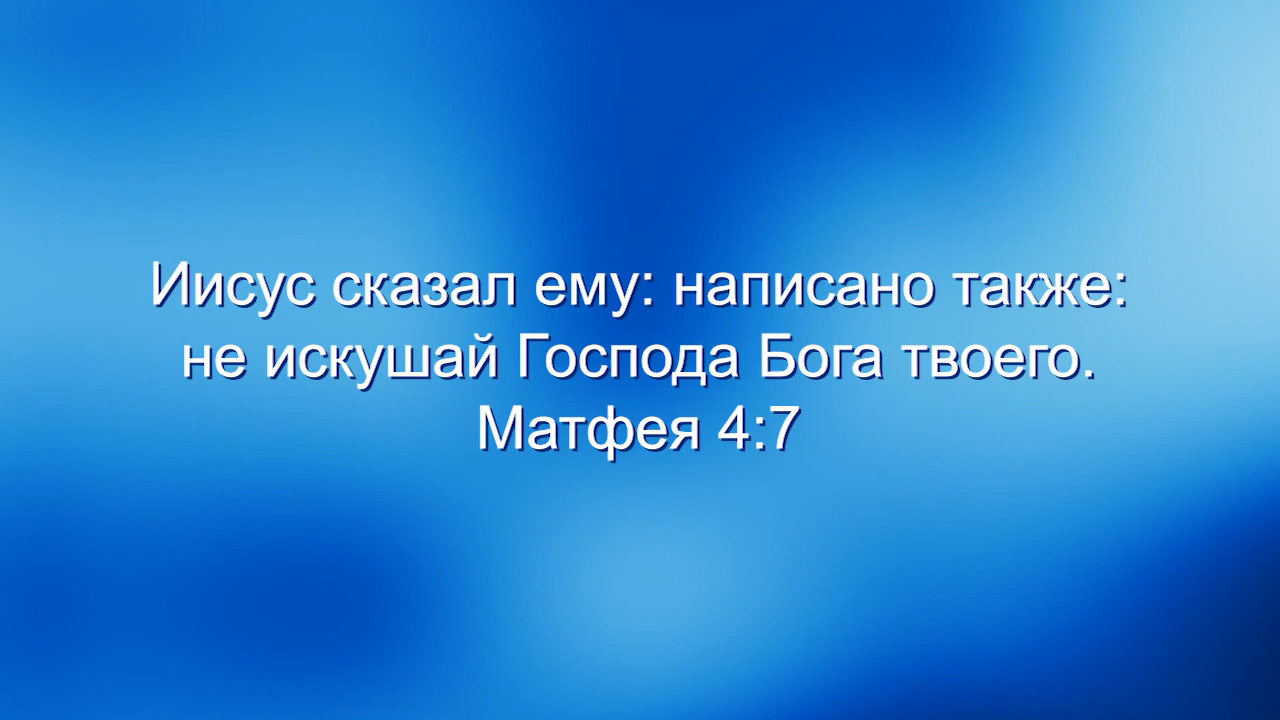 Иисус сказал ему: написано также:
не искушай Господа Бога твоего.
Матфея 4:7